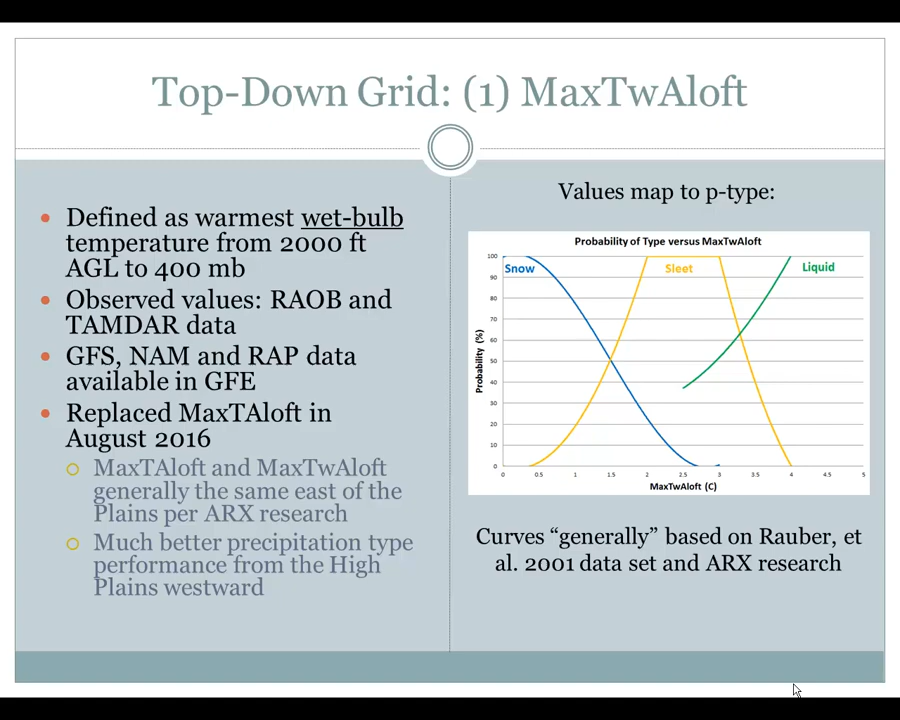 Top-Down Grid: (1) MaxTwAloft
Defined as warmest wet-bulb
temperature from 2000 ft
AGL to 400 mb
Observed values: RAOB and
TAMDAR data
GFS, NAM and RAP data
available in GFE
Replaced MaxTAloft in
August 2016
MaxTAloft and MaxTwAloft
generally the same east of the
Plains per ARX research
Much better precipitation type
performance from the High
Plains westward
Values map to p-type:
Probability of Type versus MaxTwAloft
Snow
Sleet
Liquid
Probability (%)
100
90
80
70
60
50
40
30
20
10
0
0 0.5 1 1.5 2 2.5 3 3.5 4 4.5 5
MaxTwAloft (C)
Curves “generally” based on Rauber, et
al. 2001 data set and ARX research